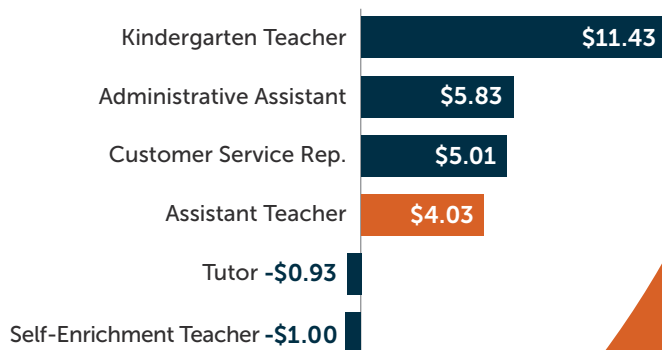 Kindergarten Teacher $11.43
Administrative Assistant $5.83
Customer Service Rep. $5.01
Assistant Teacher $4.03
Tutor -$0.93
Self-Enrichment Teacher -$1.00